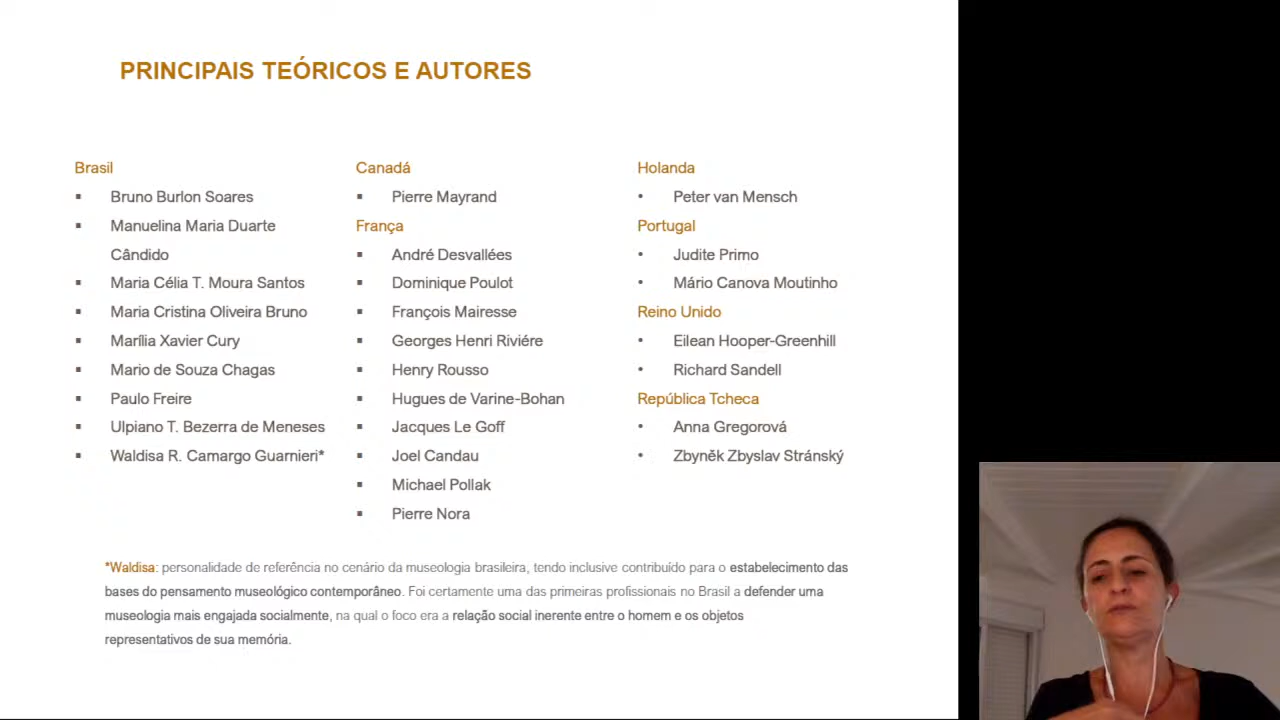 PRINCIPAIS TEÓRICOS E AUTORES
Brasil
▪ Bruno Burlon Soares
▪ Manuelina Maria Duarte
Cândido
▪ Maria Célia T. Moura Santos
▪ Maria Cristina Oliveira Bruno
▪ Marília Xavier Cury
▪ Mario de Souza Chagas
▪ Paulo Freire
▪ Ulpiano T. Bezerra de Meneses
▪ Waldisa R. Camargo Guarnieri*
Canadá
▪ Pierre Mayrand
França
▪ André Desvallées
▪ Dominique Poulot
▪ François Mairesse
▪ Georges Henri Riviére
▪ Henry Rousso
▪ Hugues de Varine-Bohan
▪ Jacques Le Goff
▪ Joel Candau
▪ Michael Pollak
▪ Pierre Nora
Holanda
• Peter van Mensch
Portugal
• Judite Primo
• Mário Canova Moutinho
Reino Unido
• Eilean Hooper-Greenhill
• Richard Sandell
República Tcheca
• Anna Gregorová
• Zbyněk Zbyslav Stránský
*Waldisa: personalidade de referência no cenário da museologia brasileira, tendo inclusive contribuído para o estabelecimento das
bases do pensamento museológico contemporâneo. Foi certamente uma das primeiras profissionais no Brasil a defender uma
museologia mais engajada socialmente, na qual o foco era a relação social inerente entre o homem e os objetos
representativos de sua memória.